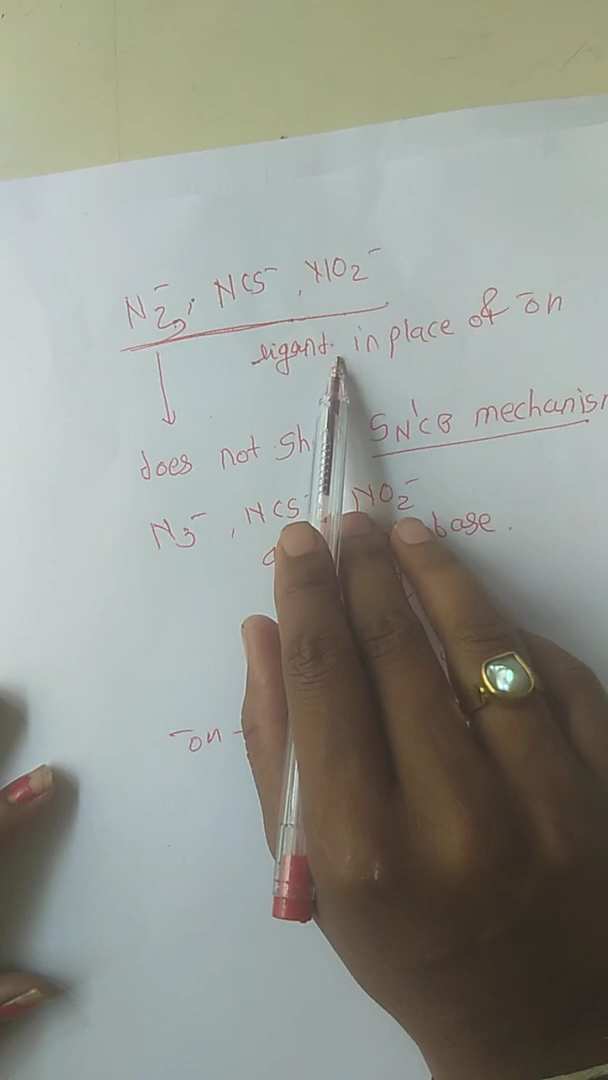 N₃⁻, NCS⁻, NO₂⁻
ligand in place of ⁻OH
does not Sh SN¹CB mechanism
N₃⁻, NCS⁻ NO₂⁻
base.
⁻OH